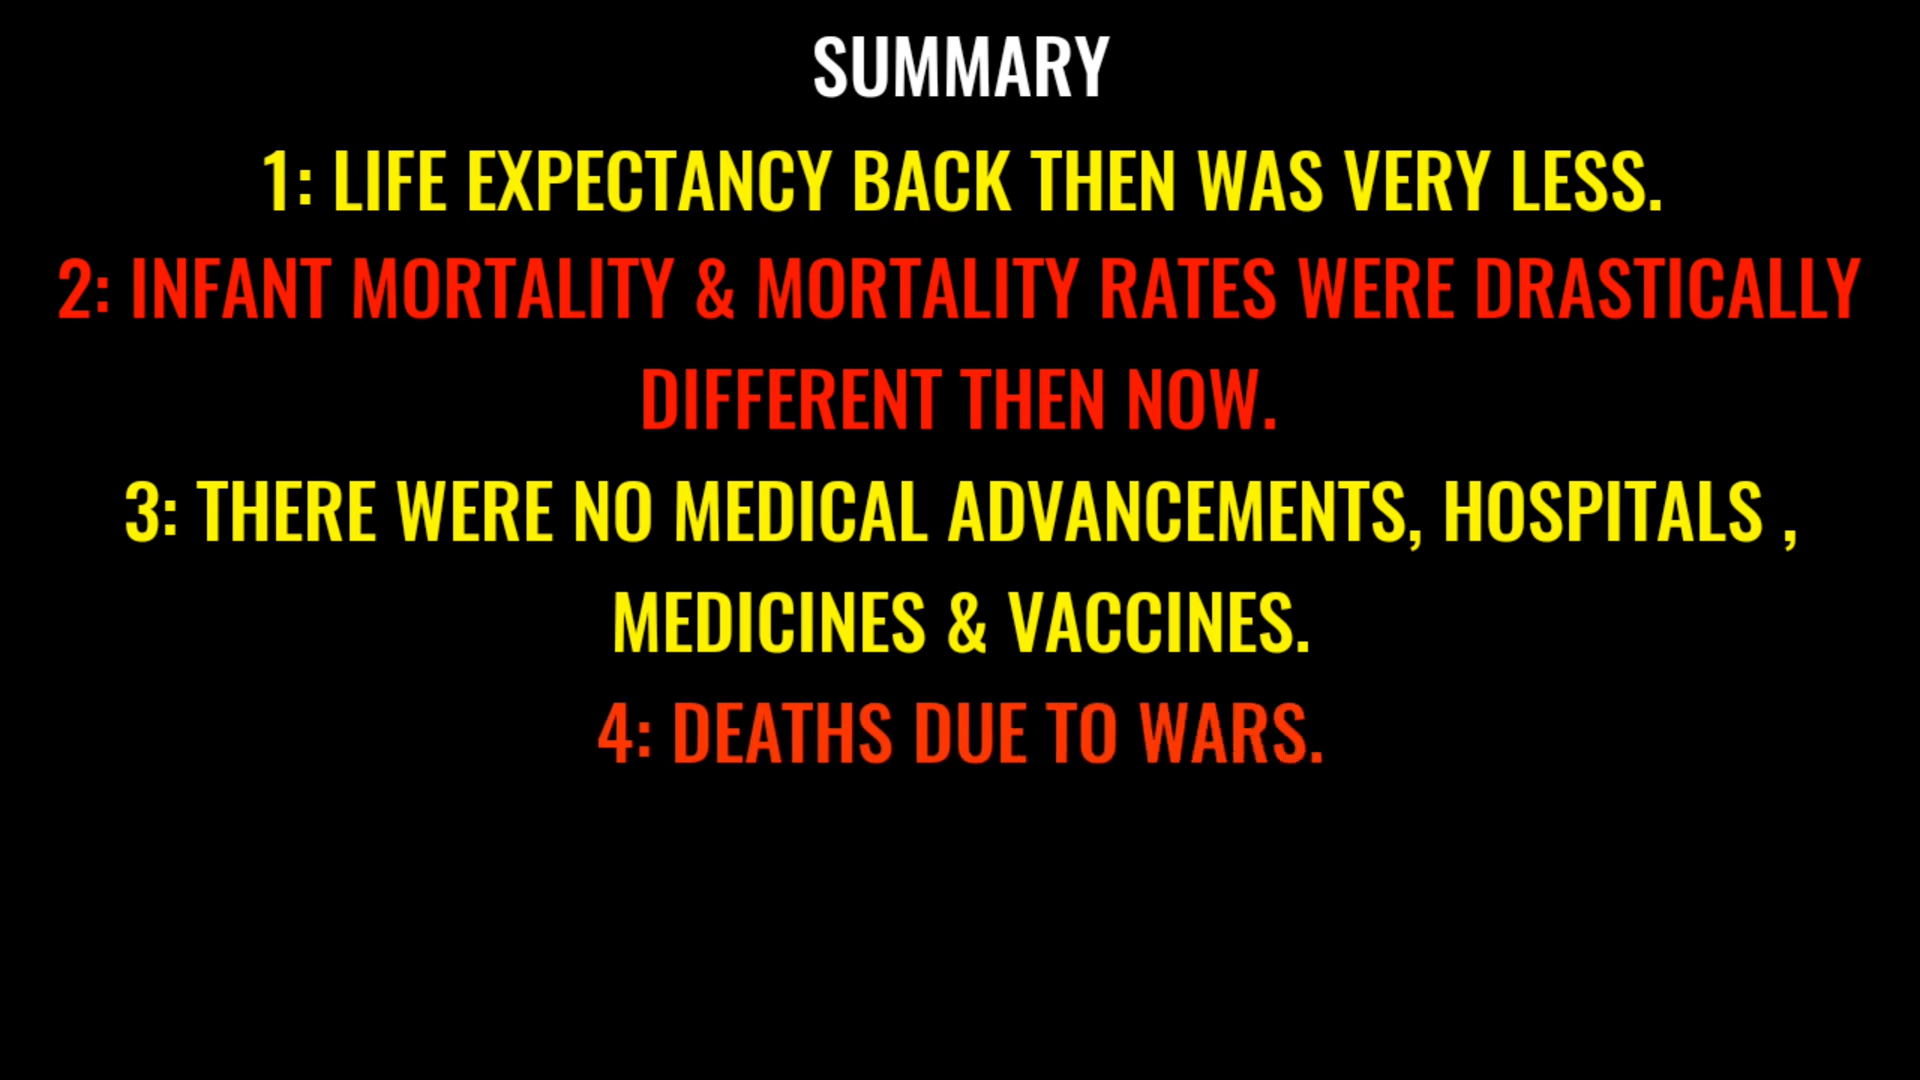 SUMMARY
1: LIFE EXPECTANCY BACK THEN WAS VERY LESS.
2: INFANT MORTALITY & MORTALITY RATES WERE DRASTICALLY
DIFFERENT THEN NOW.
3: THERE WERE NO MEDICAL ADVANCEMENTS, HOSPITALS ,
MEDICINES & VACCINES.
4: DEATHS DUE TO WARS.